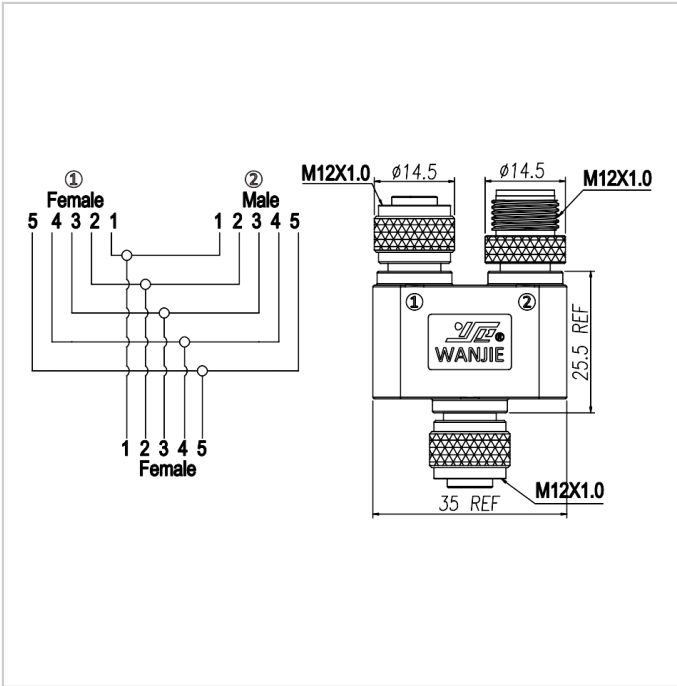 ①
Female
5 4 3 2 1
②
Male
1 2 3 4 5
1 2 3 4 5
Female
M12X1.0
ø14.5
ø14.5
M12X1.0
①
②
WANJIE
®
25.5 REF
M12X1.0
35 REF